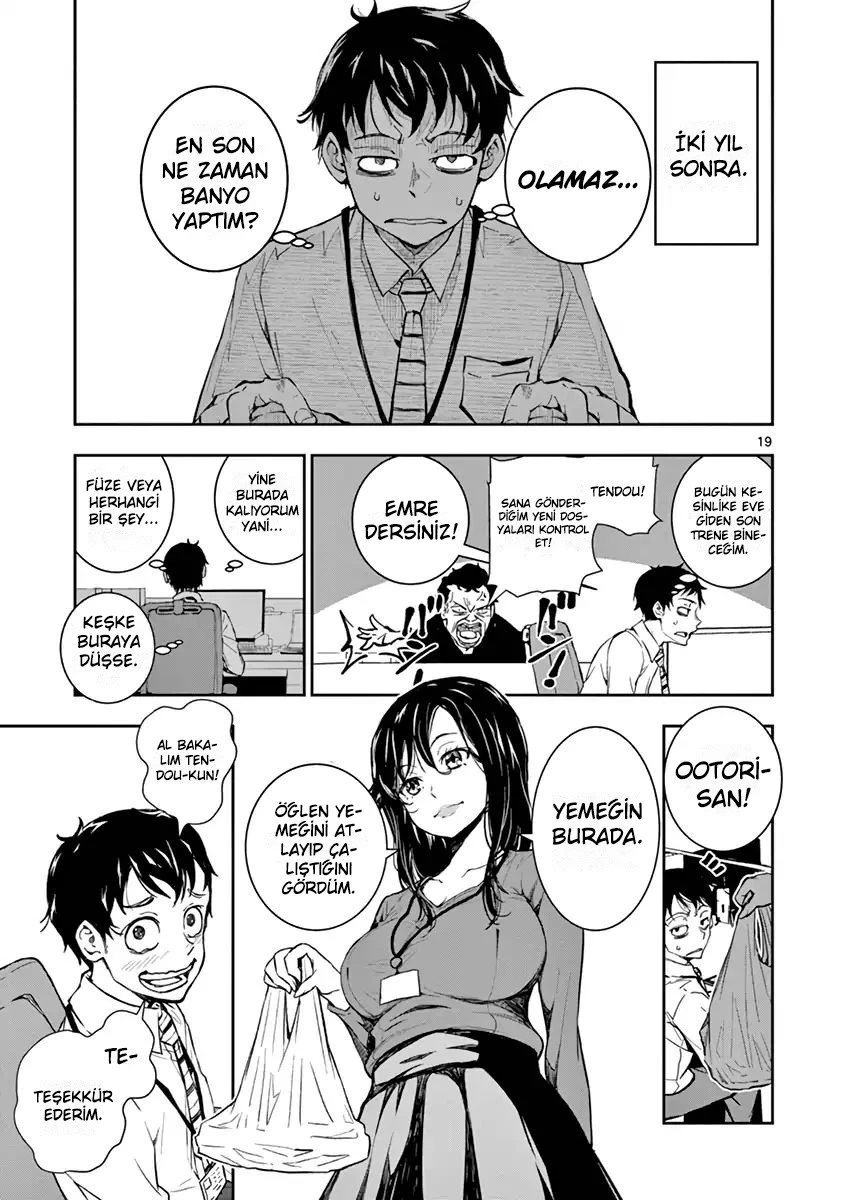 İKİ YIL
SONRA.
OLAMAZ...
EN SON
NE ZAMAN
BANYO
YAPTIM?
19
BUGÜN KE-
SİNLİKE EVE
GİDEN SON
TRENE BİNE-
CEĞİM.
TENDOU!
SANA GÖNDER-
DİĞİM YENİ DOS-
YALARI KONTROL
ET!
EMRE
DERSİNİZ!
YİNE
BURADA
KALIYORUM
YANİ...
FÜZE VEYA
HERHANGİ
BİR ŞEY...
KEŞKE
BURAYA
DÜŞSE.
OOTORİ-
SAN!
YEMEĞİN
BURADA.
ÖĞLEN YE-
MEĞİNİ AT-
LAYIP ÇA-
LIŞTIĞINI
GÖRDÜM.
AL BAKA-
LIM TEN-
DOU-KUN!
TE-
TEŞEKKÜR
EDERİM.